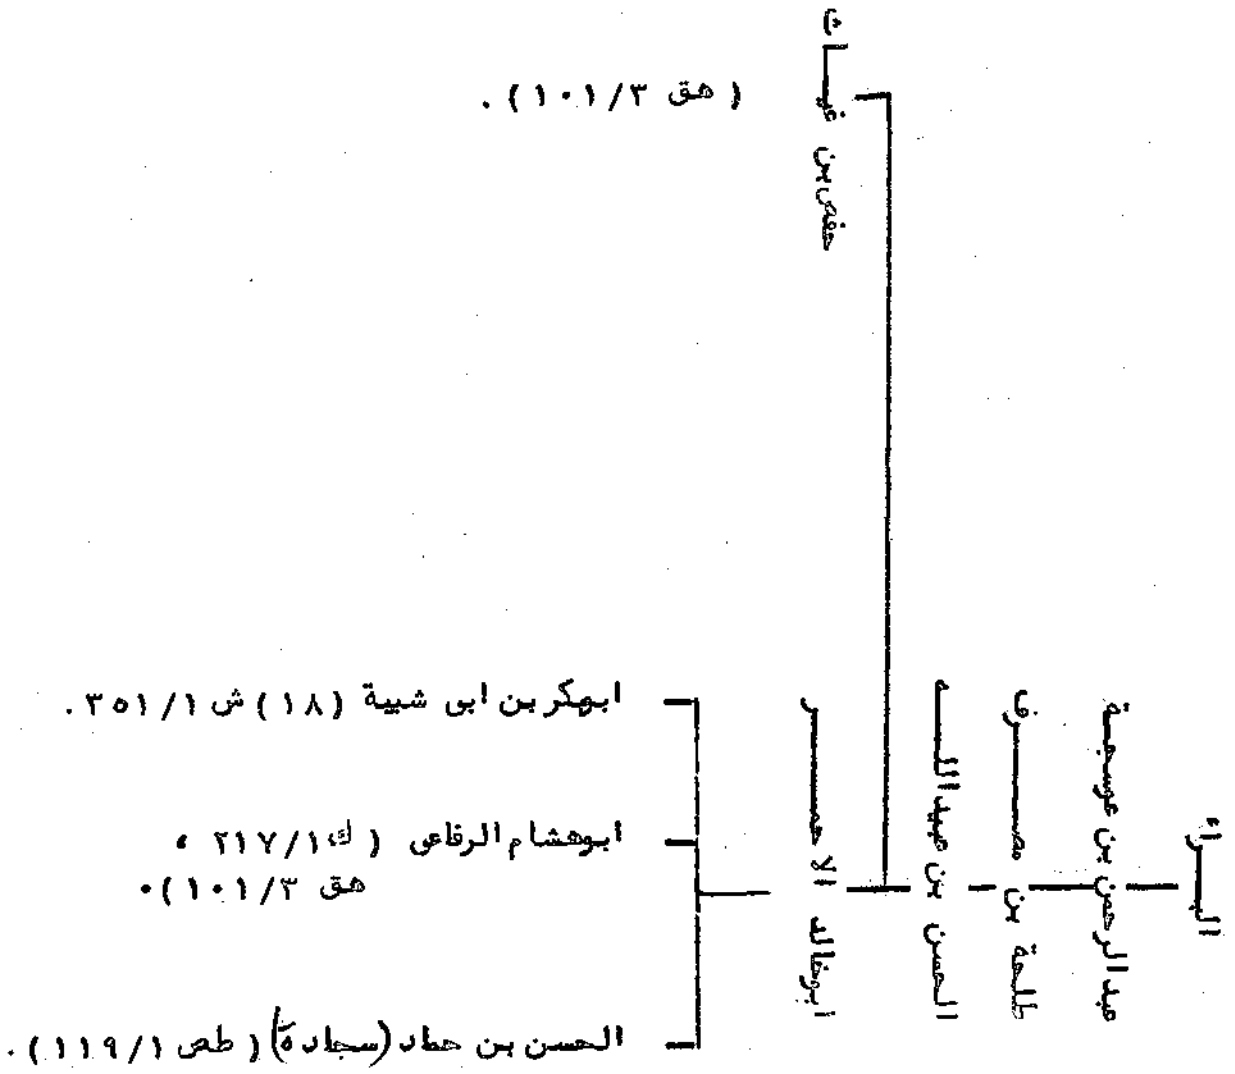 البراء
عبدالرحمن بن عوسجة
طلحة بن مصرف
الحسن بن عبيدالله
حفص بن غياث
( هق ٣/١٠١ ) .
ابوخالد الاحمر
ابوبكر بن ابى شيبة (١٨) ش ١/٣٥١ .
ابوهشام الرفاعى ( ك ١/٢١٧ ،
هق ٣/١٠١ ) .
الحسن بن حماد (سجادة) ( طص ١/١١٩ ) .